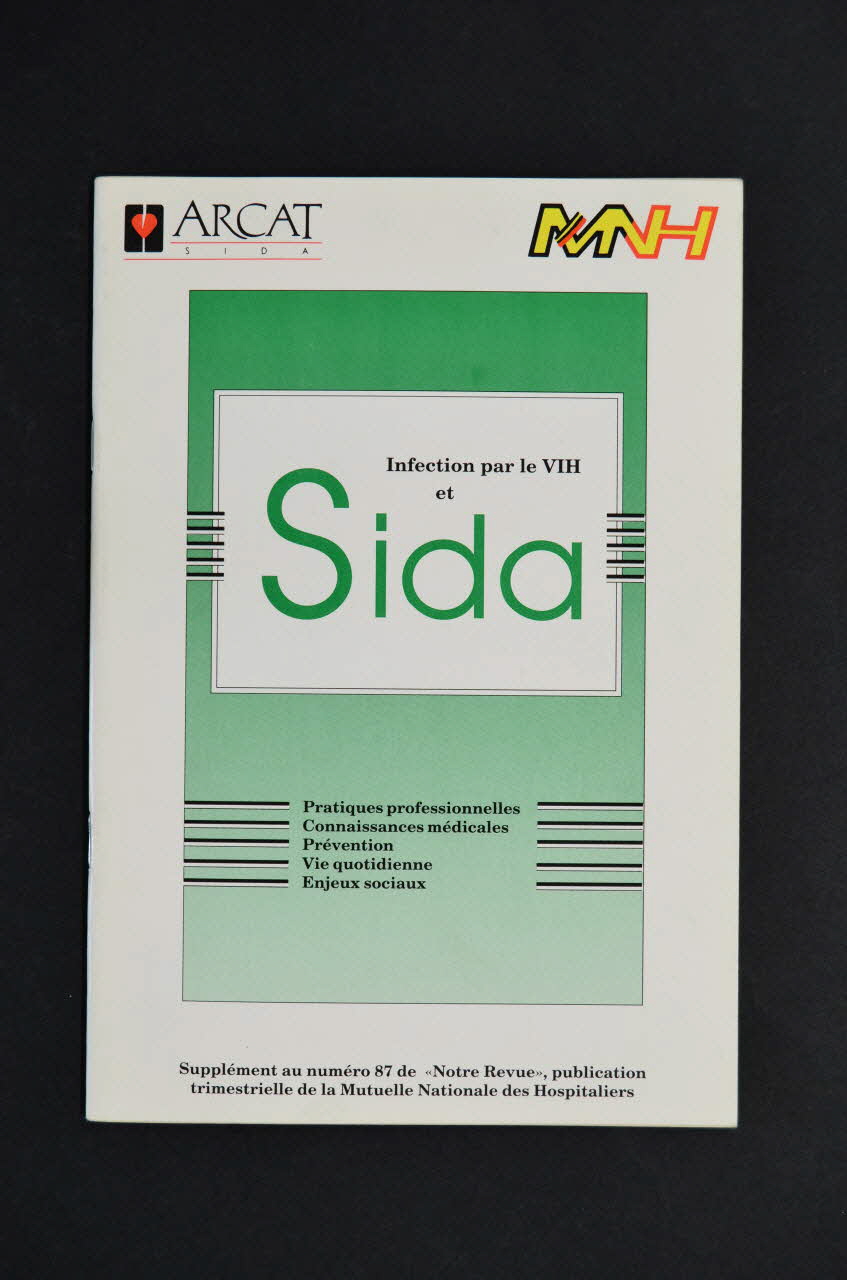 ARCAT
SIDA
MNH
Infection par le VIH
et
Sida
Pratiques professionnelles
Connaissances médicales
Prévention
Vie quotidienne
Enjeux sociaux
Supplément au numéro 87 de «Notre Revue», publication
trimestrielle de la Mutuelle Nationale des Hospitaliers